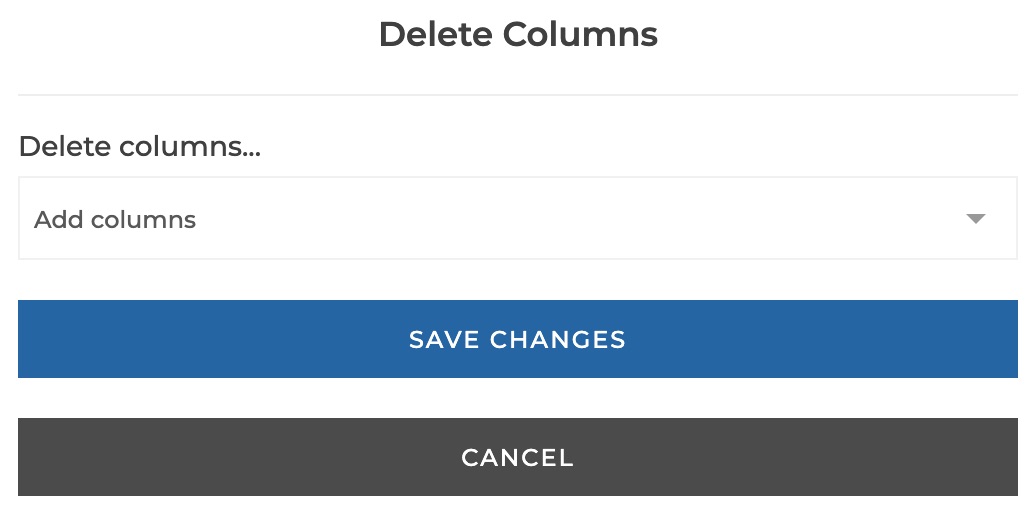 Delete Columns
Delete columns...
Add columns
SAVE CHANGES
CANCEL